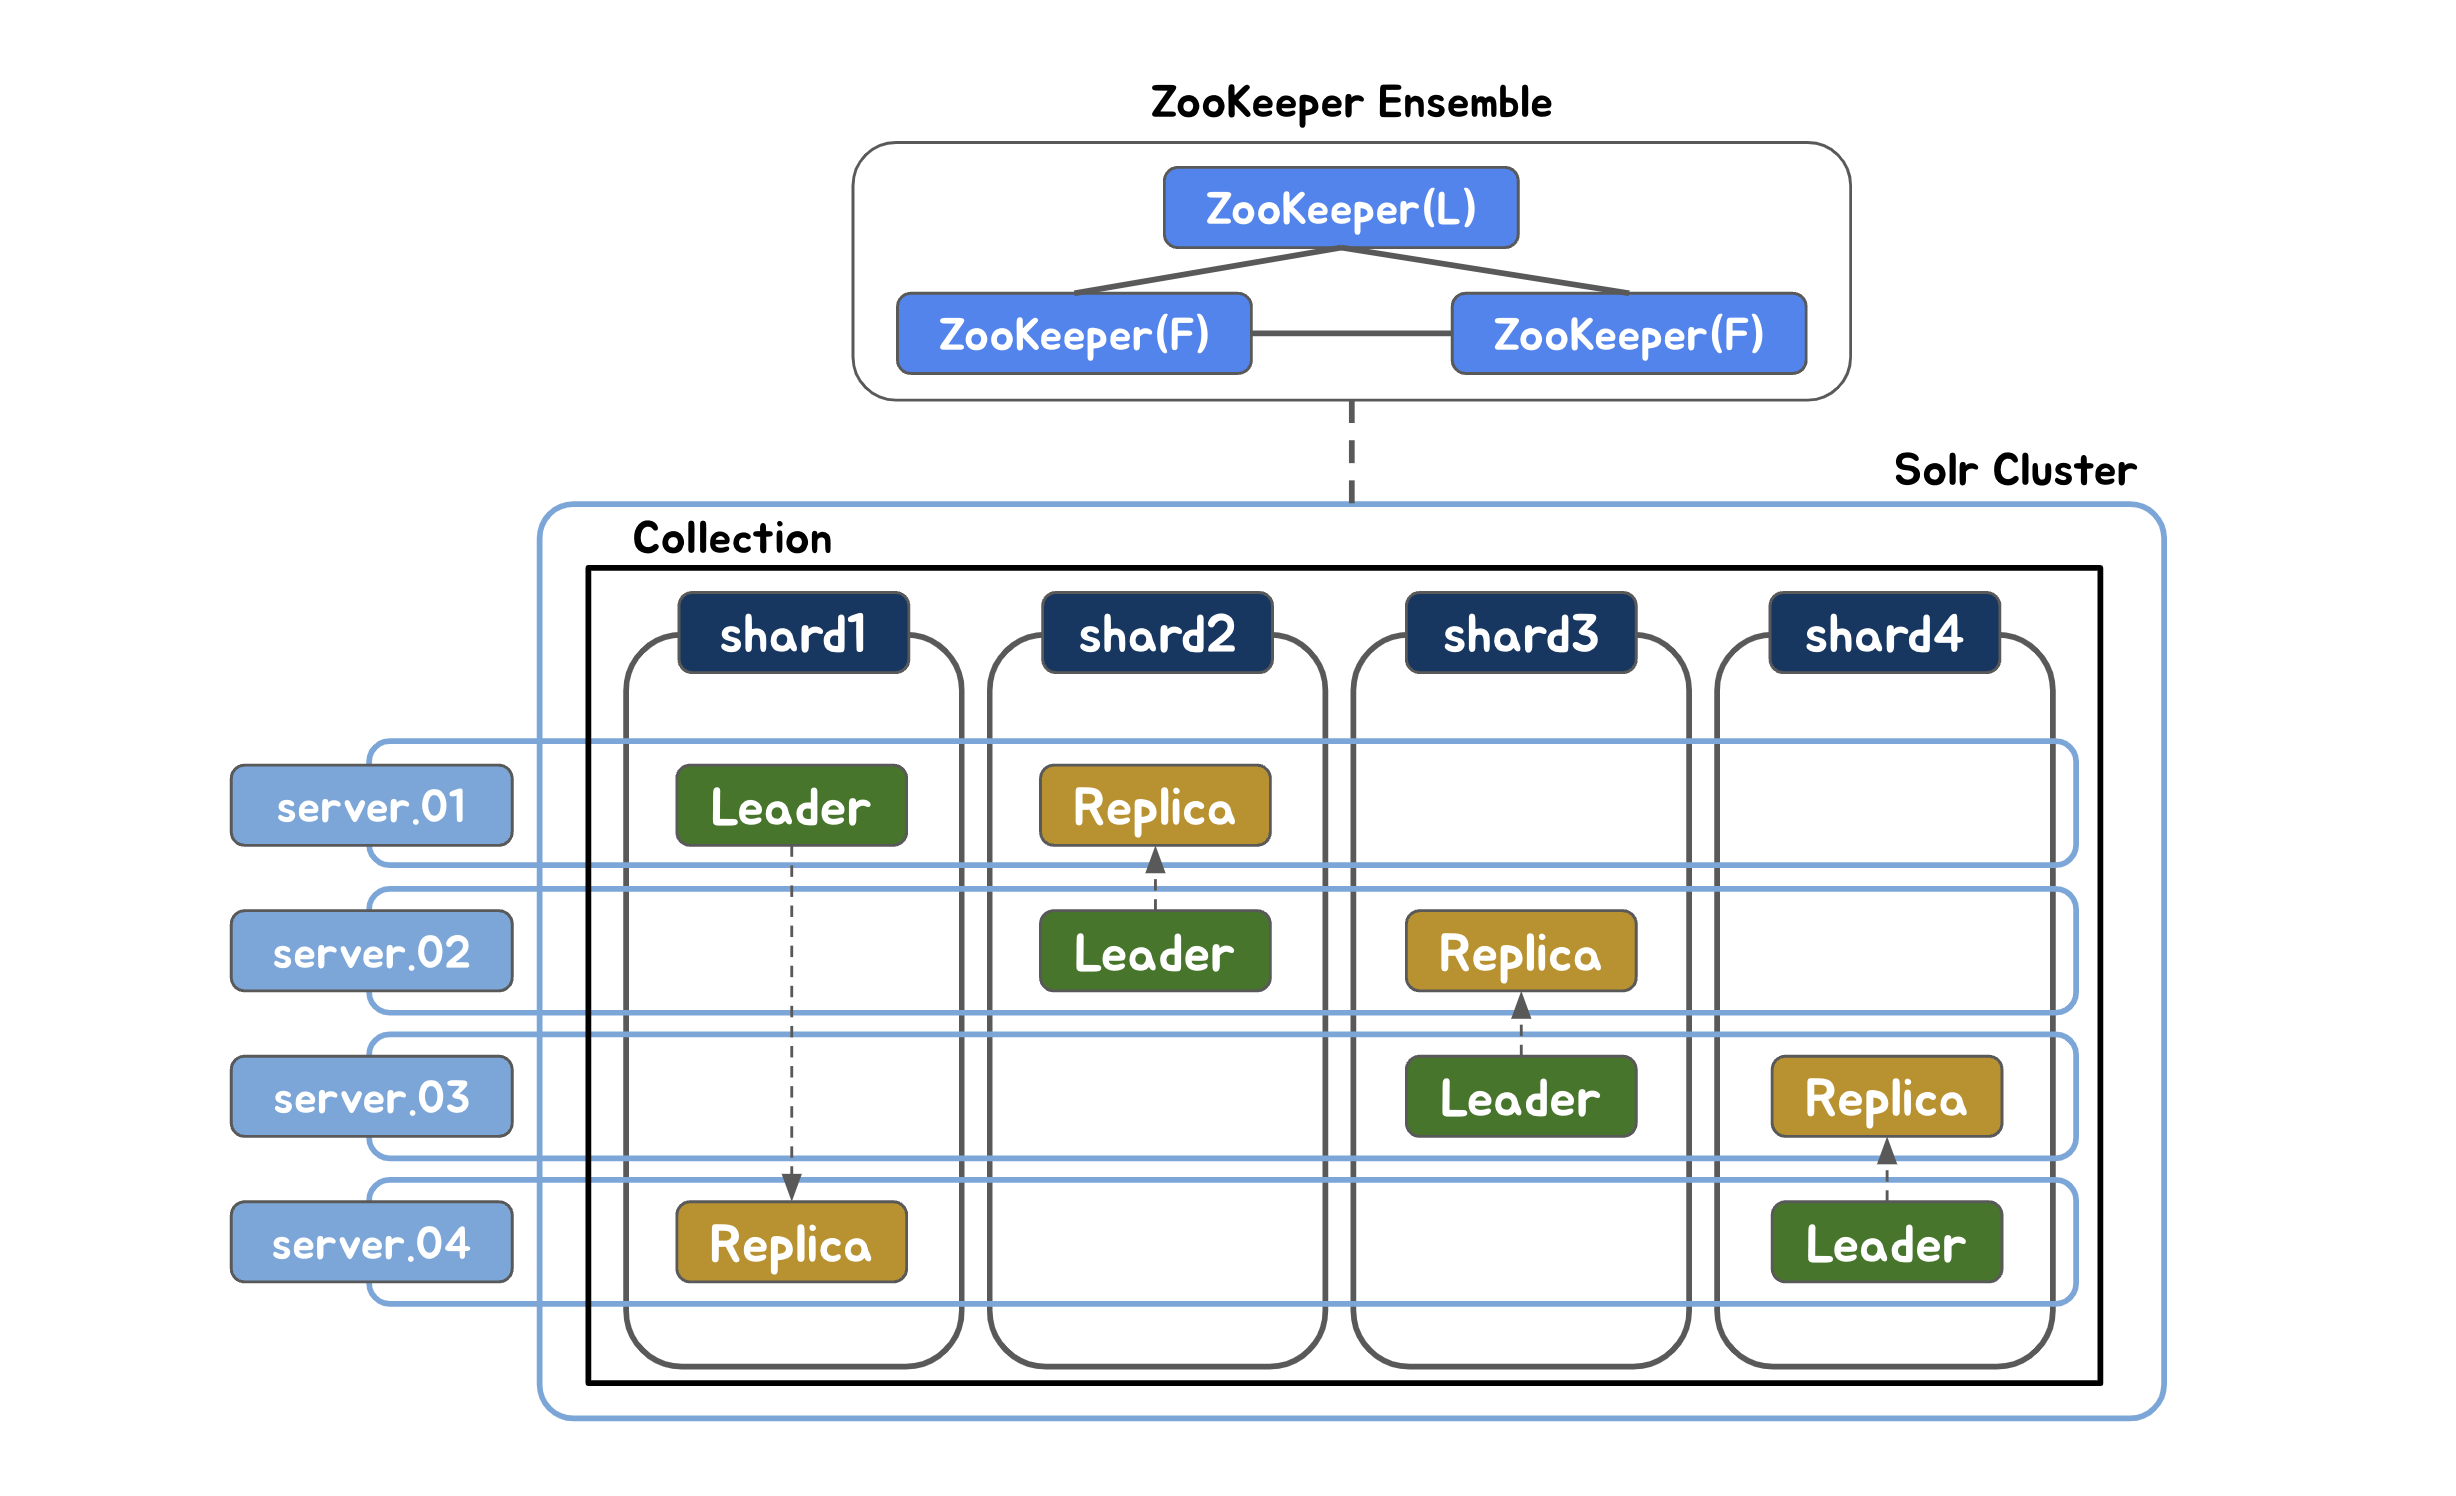 ZooKeeper Ensemble
ZooKeeper(L)
ZooKeeper(F)
ZooKeeper(F)
Solr Cluster
Collection
shard1
shard2
shard3
shard4
server.01
Leader
Replica
server.02
Leader
Replica
server.03
Leader
Replica
server.04
Replica
Leader